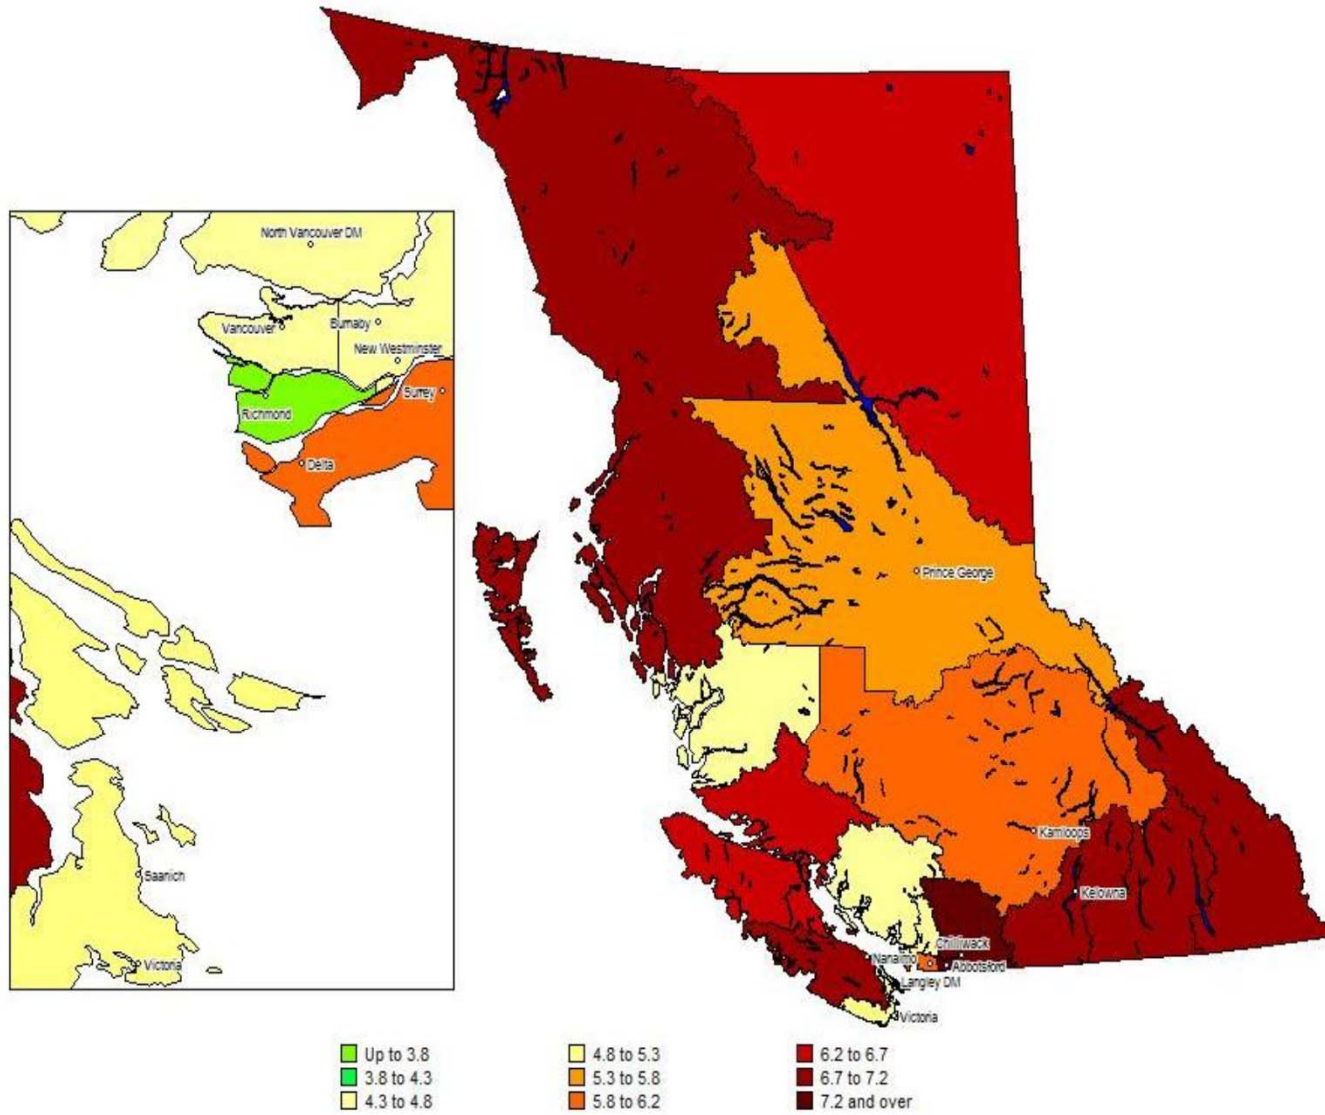 North Vancouver DM
Vancouver
Burnaby
New Westminster
Surrey
Richmond
Delta
Saanich
Victoria
Prince George
Kamloops
Kelowna
Chilliwack
Nanaimo
Abbotsford
Langley DM
Victoria
Up to 3.8
3.8 to 4.3
4.3 to 4.8
4.8 to 5.3
5.3 to 5.8
5.8 to 6.2
6.2 to 6.7
6.7 to 7.2
7.2 and over